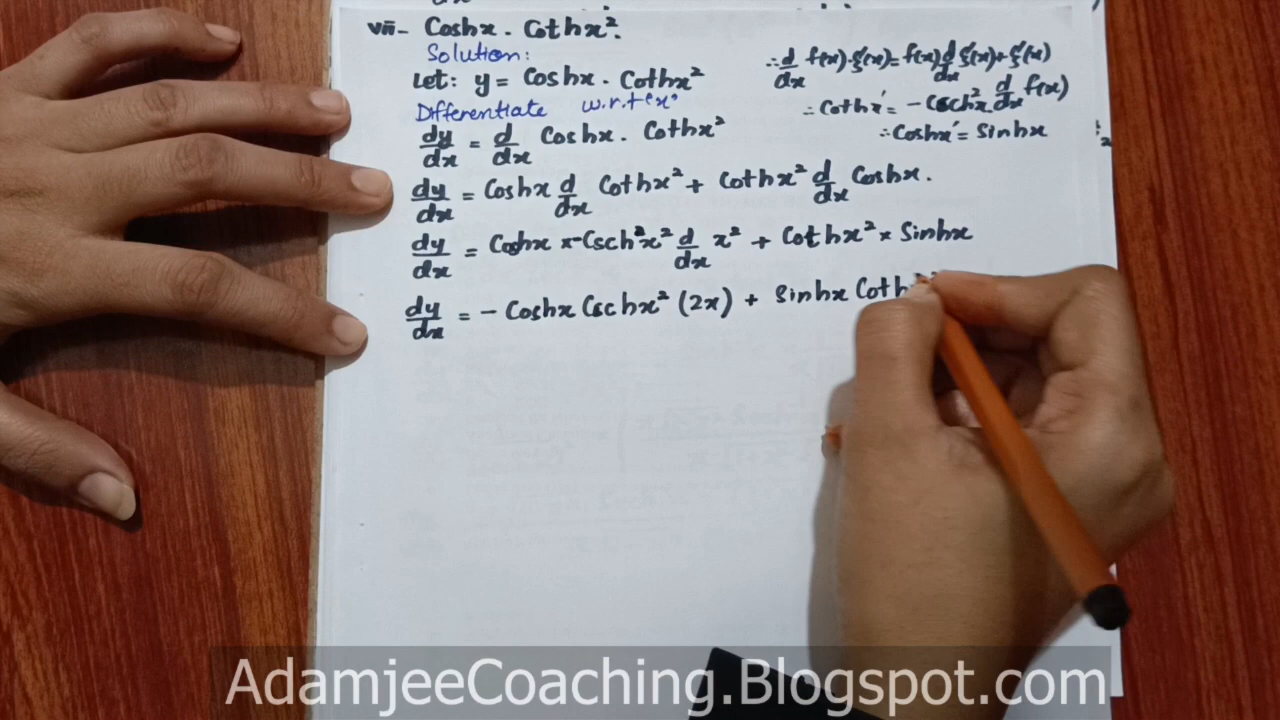 vii- Coshx . Cothx².
Solution:
Let: y = Coshx . Cothx²
∴ d/dx f(x).g'(x) = f(x) d/dx g'(x) + g'(x) d/dx f(x)
∴ Cothx' = - Csch²x
∴ Coshx' = Sinhx
Differentiate w.r.t 'x'
dy/dx = d/dx Coshx . Cothx²
dy/dx = Coshx d/dx Cothx² + Cothx² d/dx Coshx.
dy/dx = Coshx x - Csch²x² d/dx x² + Cothx² x Sinhx
dy/dx = - Coshx Cschx² (2x) + Sinhx Coth
AdamjeeCoaching.Blogspot.com